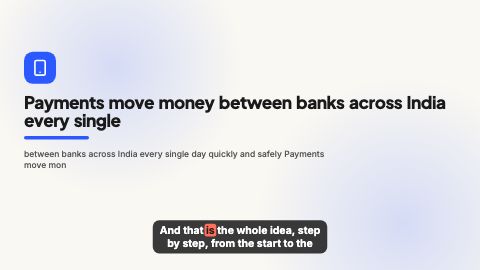 Payments move money between banks across India
every single
between banks across India every single day quickly and safely Payments
move mon
And that is the whole idea, step
by step, from the start to the